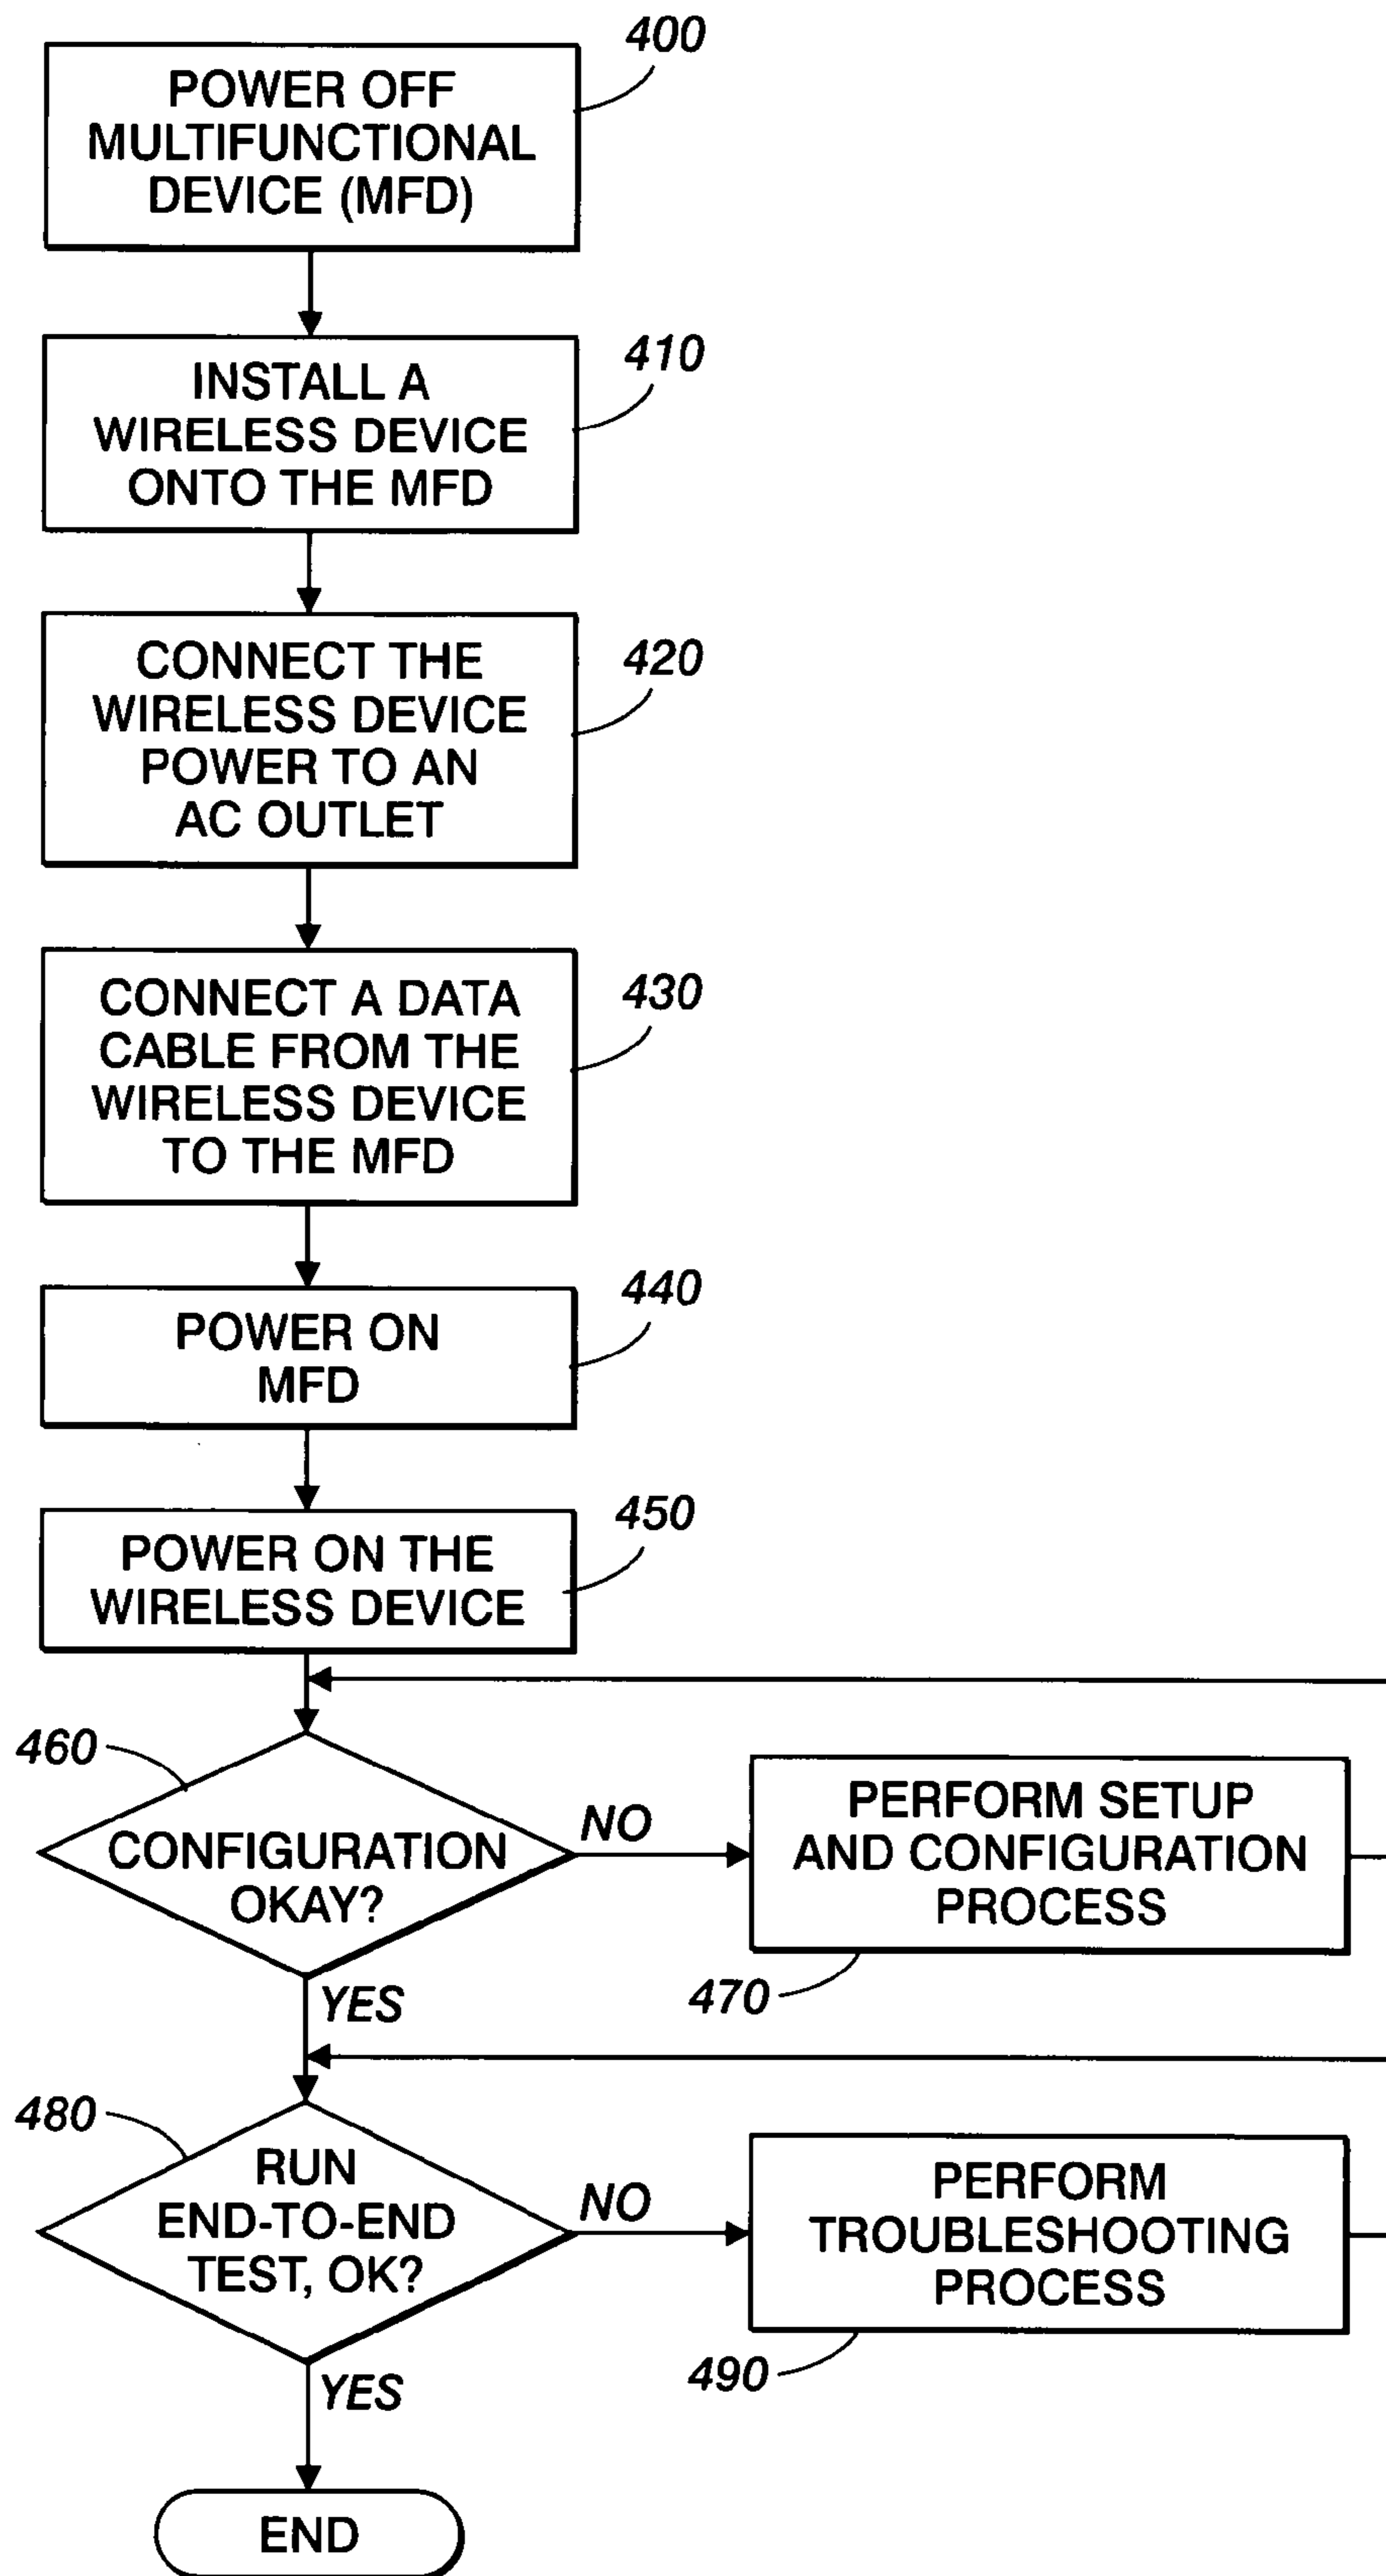 400
POWER OFF
MULTIFUNCTIONAL
DEVICE (MFD)
410
INSTALL A
WIRELESS DEVICE
ONTO THE MFD
420
CONNECT THE
WIRELESS DEVICE
POWER TO AN
AC OUTLET
430
CONNECT A DATA
CABLE FROM THE
WIRELESS DEVICE
TO THE MFD
440
POWER ON
MFD
450
POWER ON THE
WIRELESS DEVICE
460
CONFIGURATION
OKAY?
NO
PERFORM SETUP
AND CONFIGURATION
PROCESS
470
YES
480
RUN
END-TO-END
TEST, OK?
NO
PERFORM
TROUBLESHOOTING
PROCESS
490
YES
END